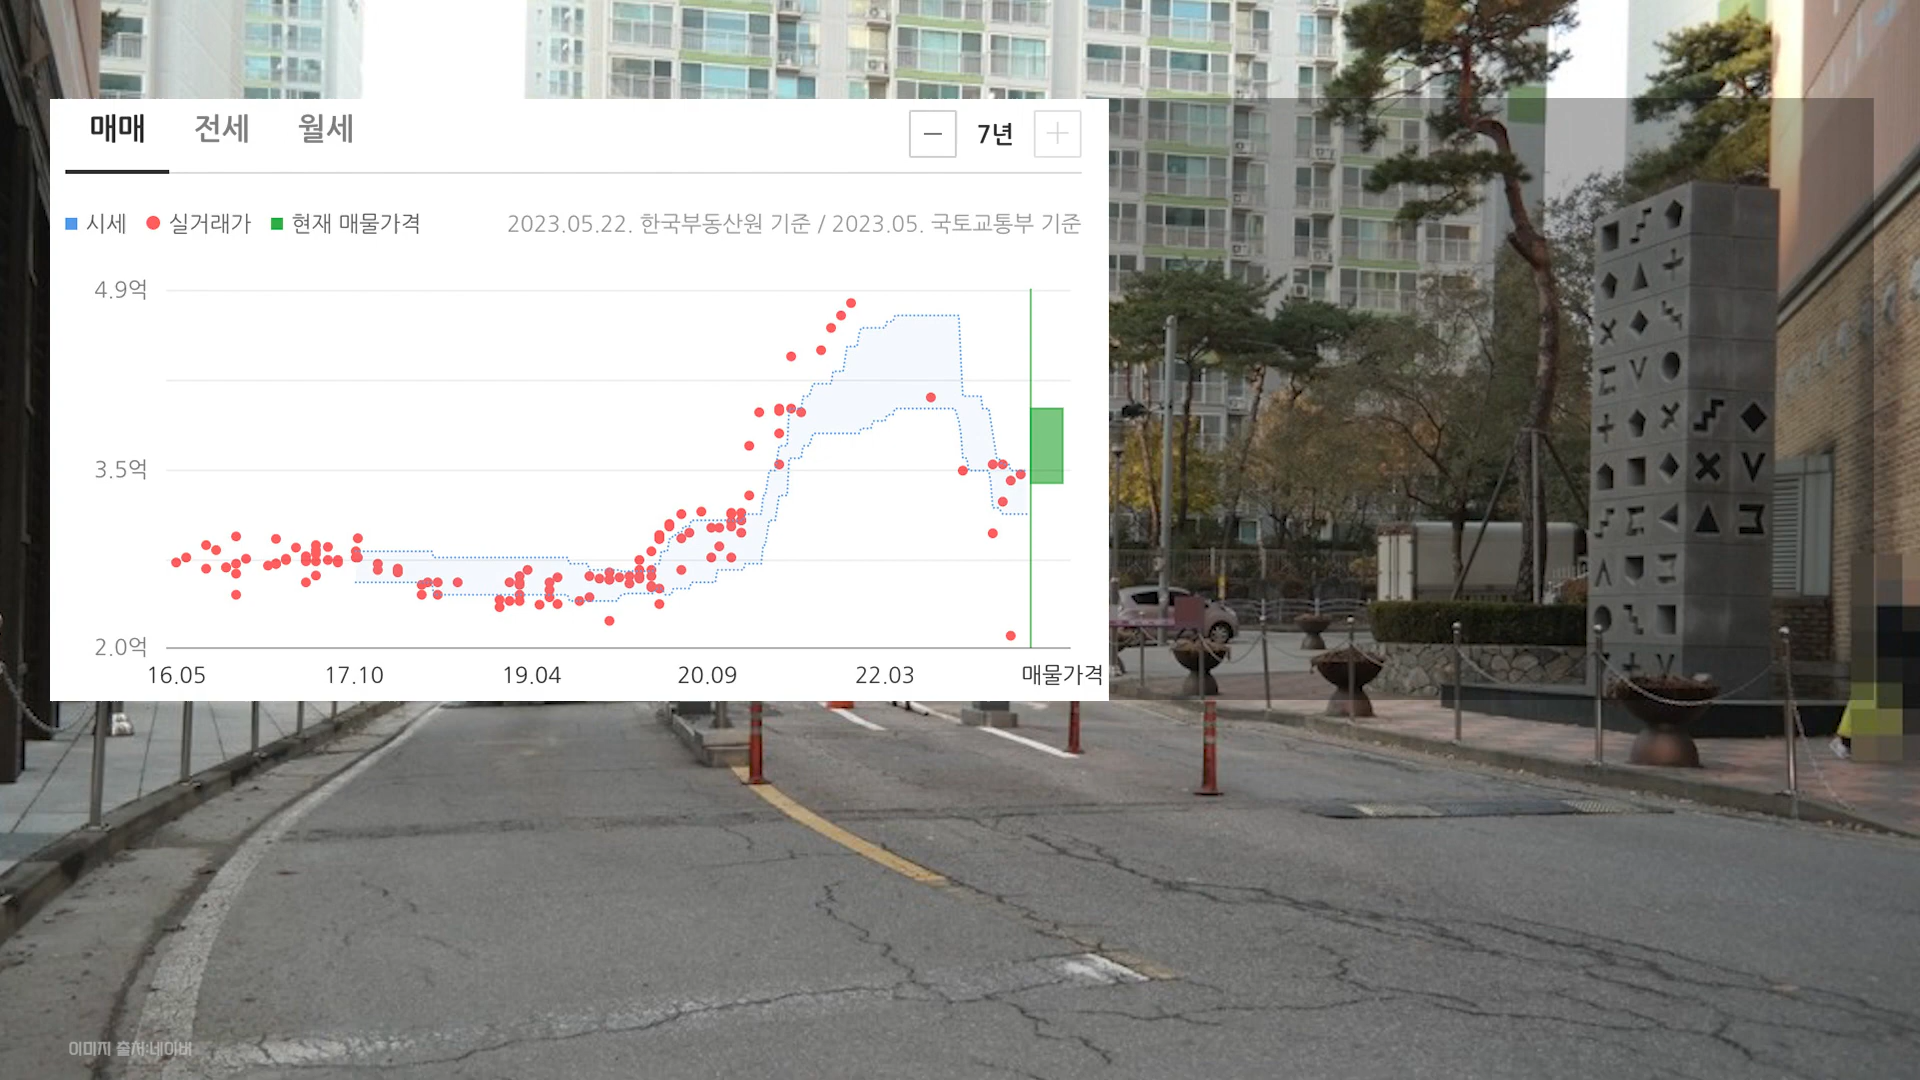 매매 전세 월세
7년
시세 실거래가 현재 매물가격 2023.05.22. 한국부동산원 기준 / 2023.05. 국토교통부 기준
4.9억
3.5억
2.0억
16.05 17.10 19.04 20.09 22.03 매물가격
이미지 출처:네이버